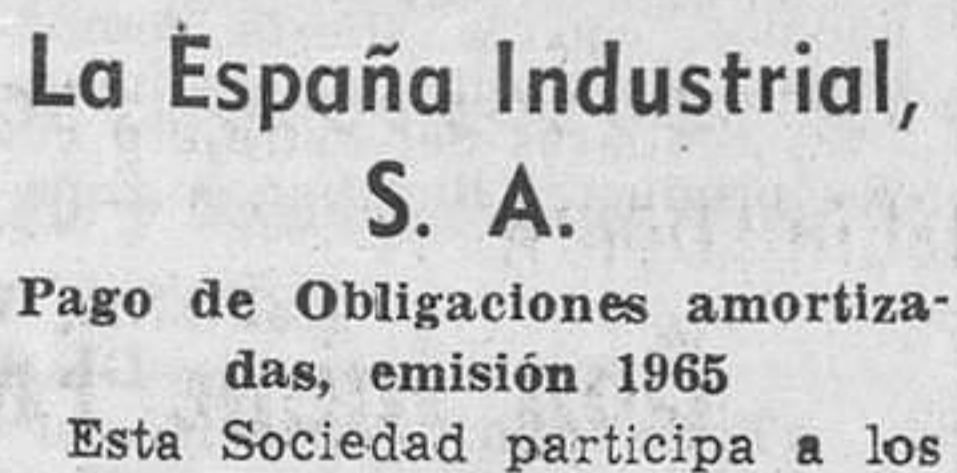 La España Industrial,
S. A.
Pago de Obligaciones amortiza-
das, emisión 1965
Esta Sociedad participa a los